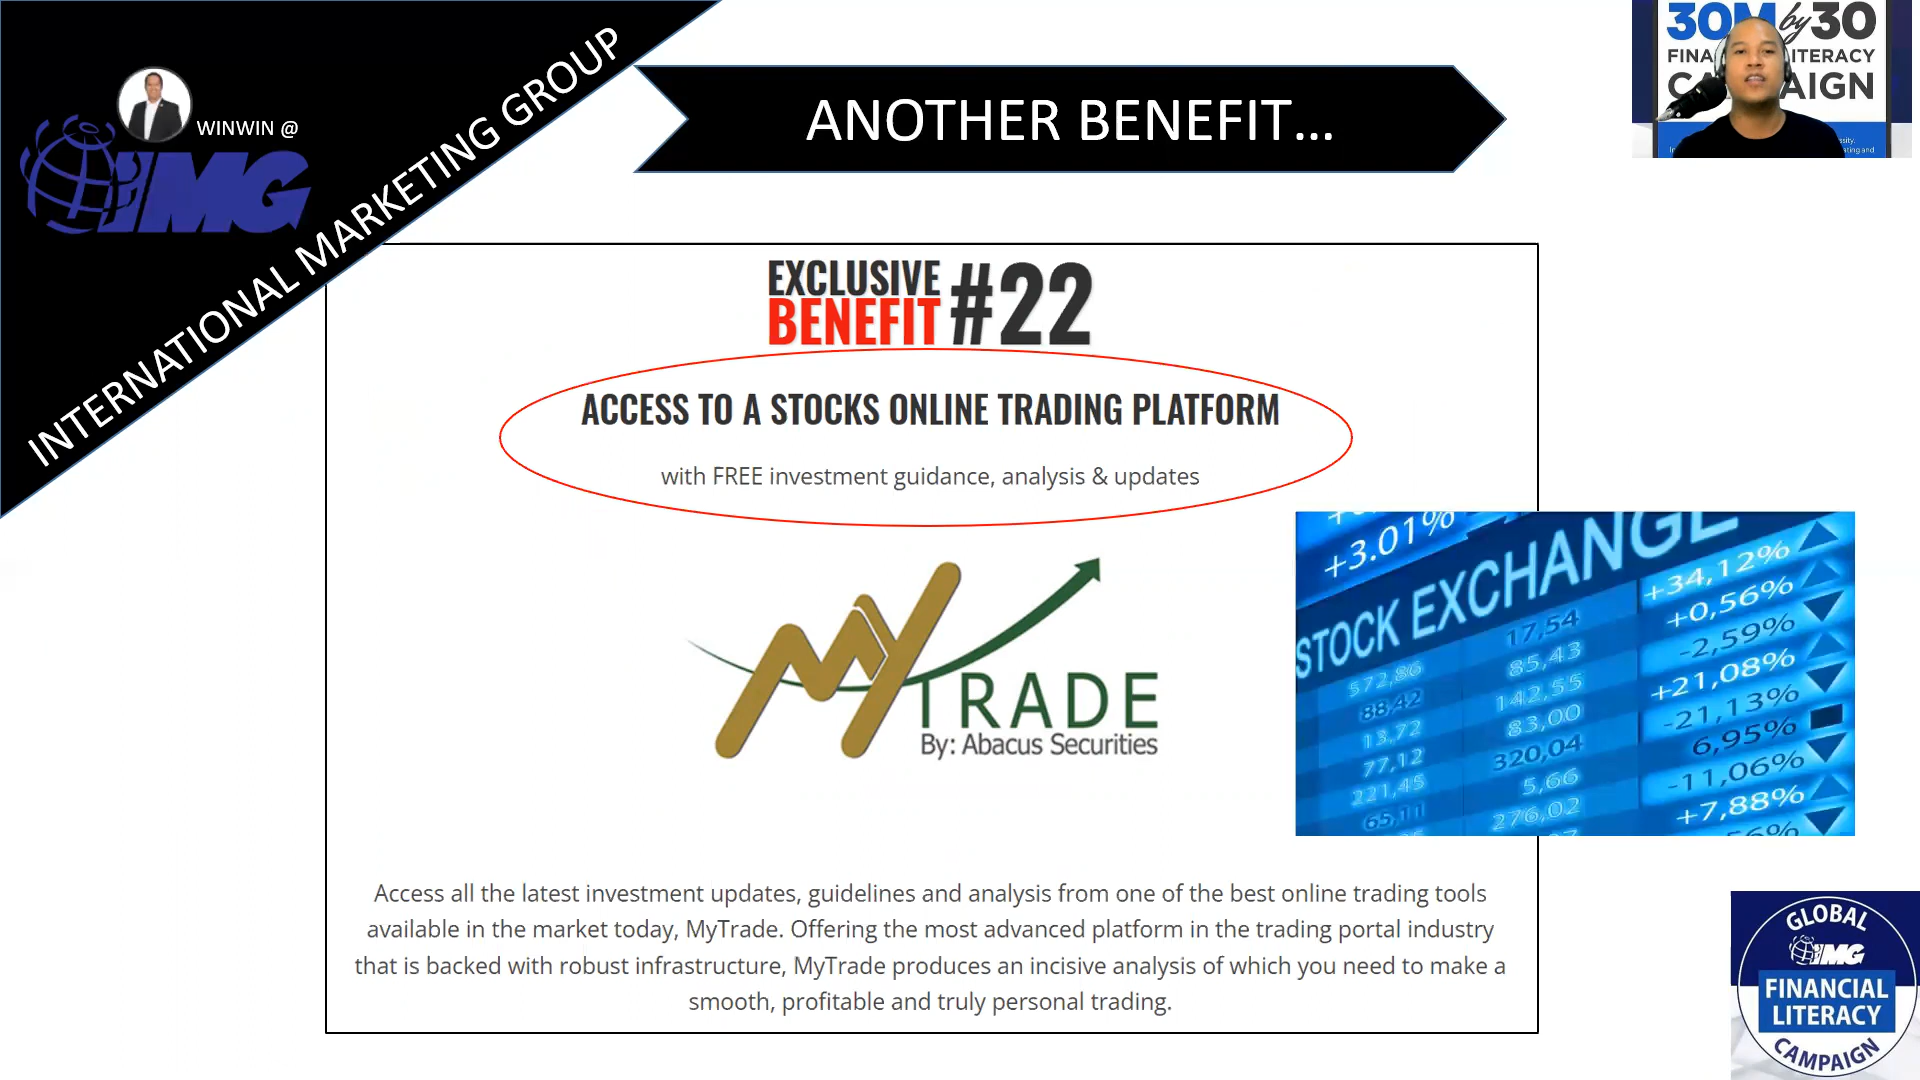 INTERNATIONAL MARKETING GROUP
WINWIN @
IMG
ANOTHER BENEFIT...
30M by 30
CAMPAIGN
EXCLUSIVE
BENEFIT #22
ACCESS TO A STOCKS ONLINE TRADING PLATFORM
with FREE investment guidance, analysis & updates
MY TRADE
By: Abacus Securities
+3.01%
STOCK EXCHANGE
+34,12%
+0,56%
-2,59%
+21,08%
-21,13%
6,95%
-11,06%
+7,88%
17,54
572,86 85,43
88,42 142,55
13,72 83,00
77,12 320,04
221,45 5,66
65,11 276,02
Access all the latest investment updates, guidelines and analysis from one of the best online trading tools
available in the market today, MyTrade. Offering the most advanced platform in the trading portal industry
that is backed with robust infrastructure, MyTrade produces an incisive analysis of which you need to make a
smooth, profitable and truly personal trading.
GLOBAL
IMG
FINANCIAL
LITERACY
CAMPAIGN